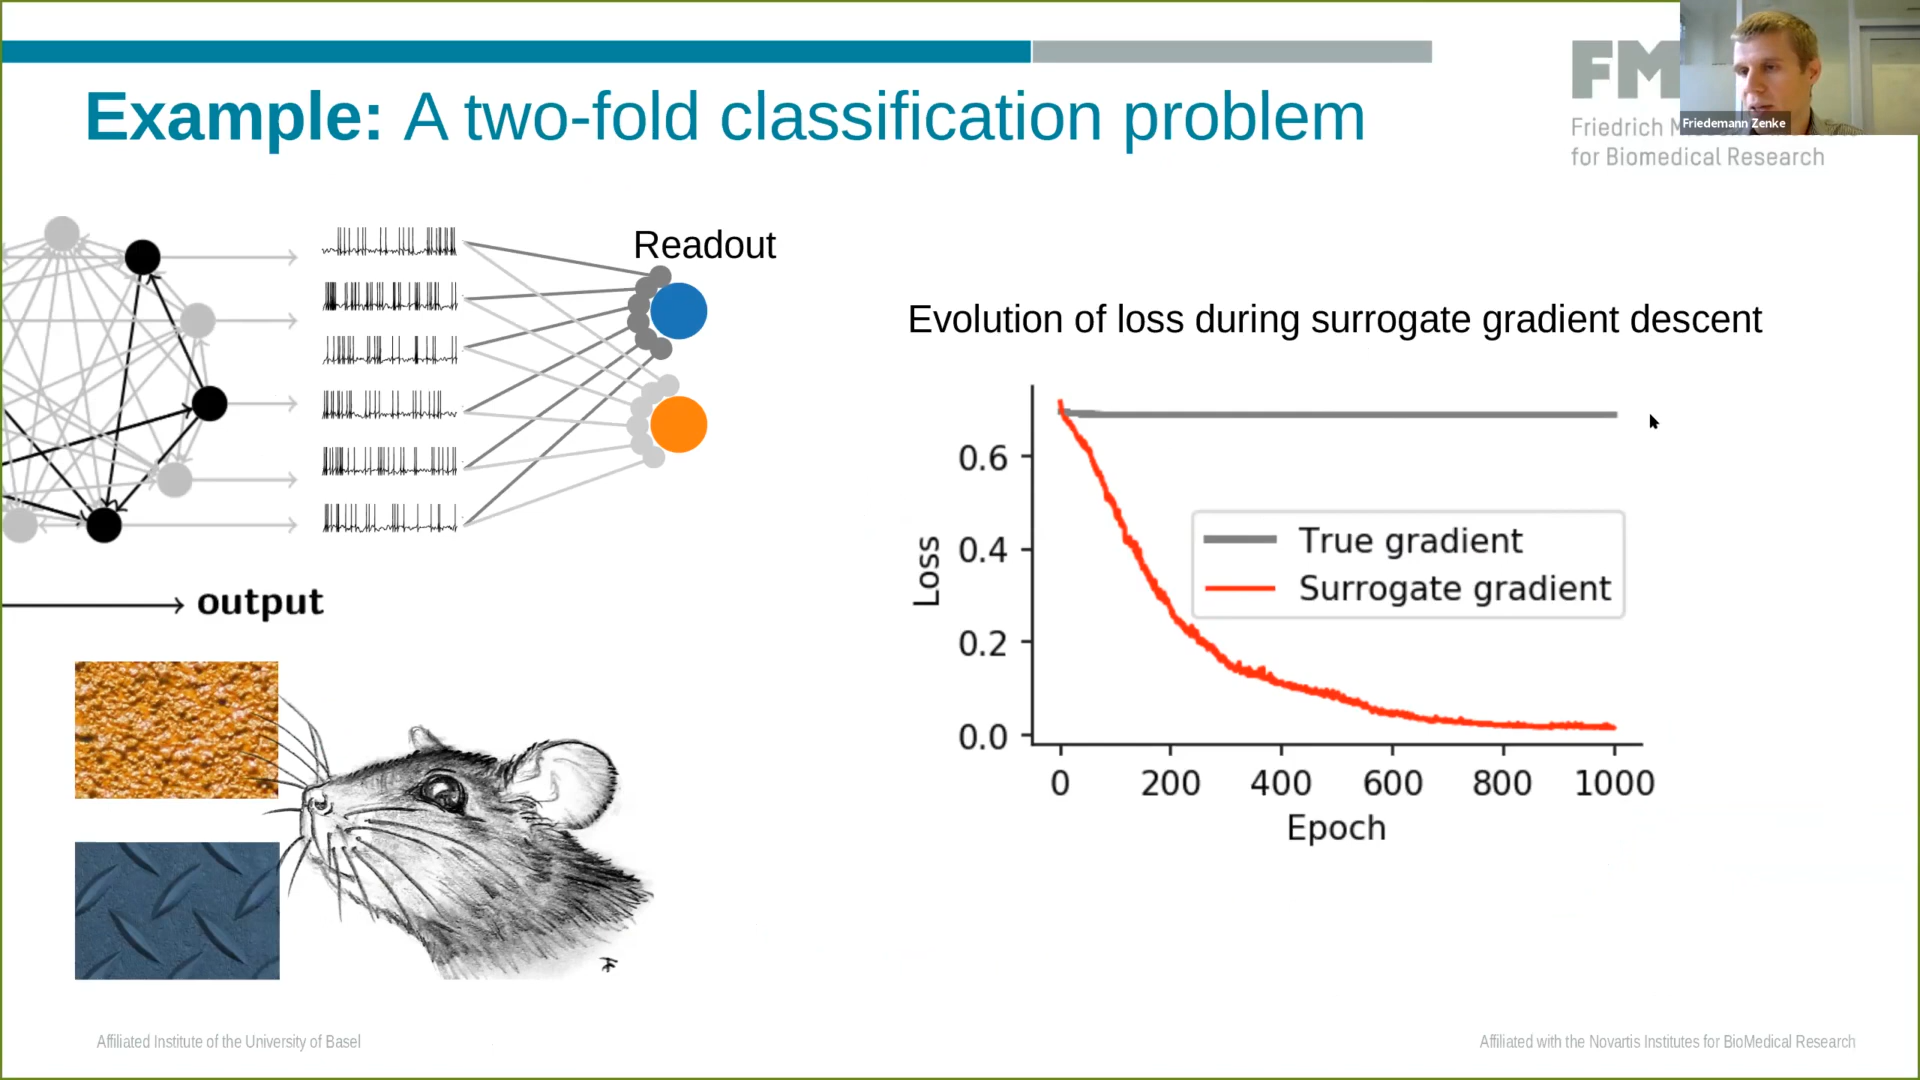 Example: A two-fold classification problem
FM
Friedemann Zenke
Friedrich M
for Biomedical Research
Readout
output
Evolution of loss during surrogate gradient descent
Loss
0.6
0.4
0.2
0.0
True gradient
Surrogate gradient
0 200 400 600 800 1000
Epoch
Affiliated Institute of the University of Basel
Affiliated with the Novartis Institutes for BioMedical Research